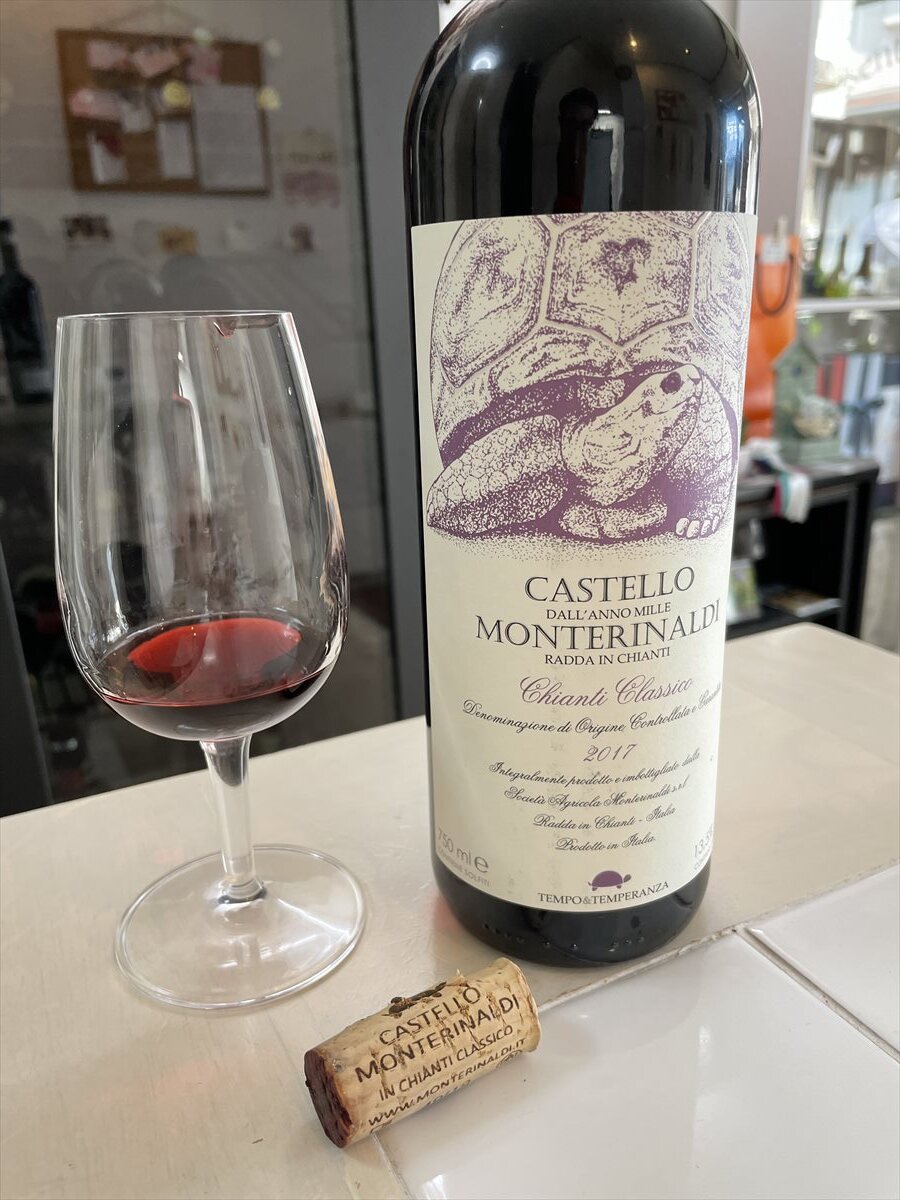 CASTELLO
DALL'ANNO MILLE
MONTERINALDI
RADDA IN CHIANTI
Chianti Classico
Denominazione di Origine Controllata e
2017
Integralmente prodotto e imbottigliato dalla
Società Agricola Monterinaldi s.r.l
Radda in Chianti - Italia
Prodotto in Italia.
750 ml e
TEMPO&TEMPERANZA
CASTELLO
MONTERINALDI
IN CHIANTI CLASSICO
WWW.MONTERINALDI.IT